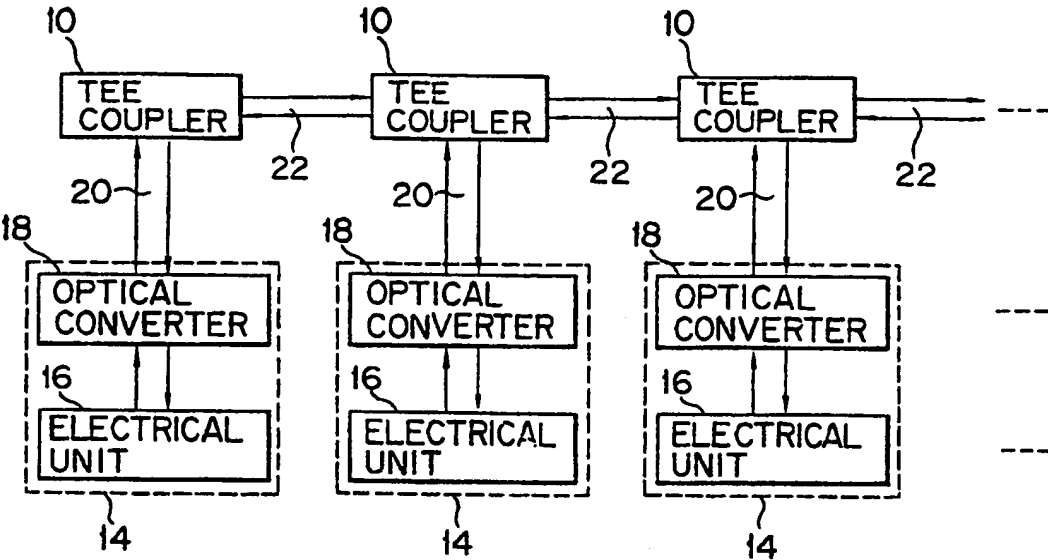 10 10 10
TEE COUPLER TEE COUPLER TEE COUPLER
22 22 22
20 20 20
18 18 18
OPTICAL CONVERTER OPTICAL CONVERTER OPTICAL CONVERTER
16 16 16
ELECTRICAL UNIT ELECTRICAL UNIT ELECTRICAL UNIT
14 14 14